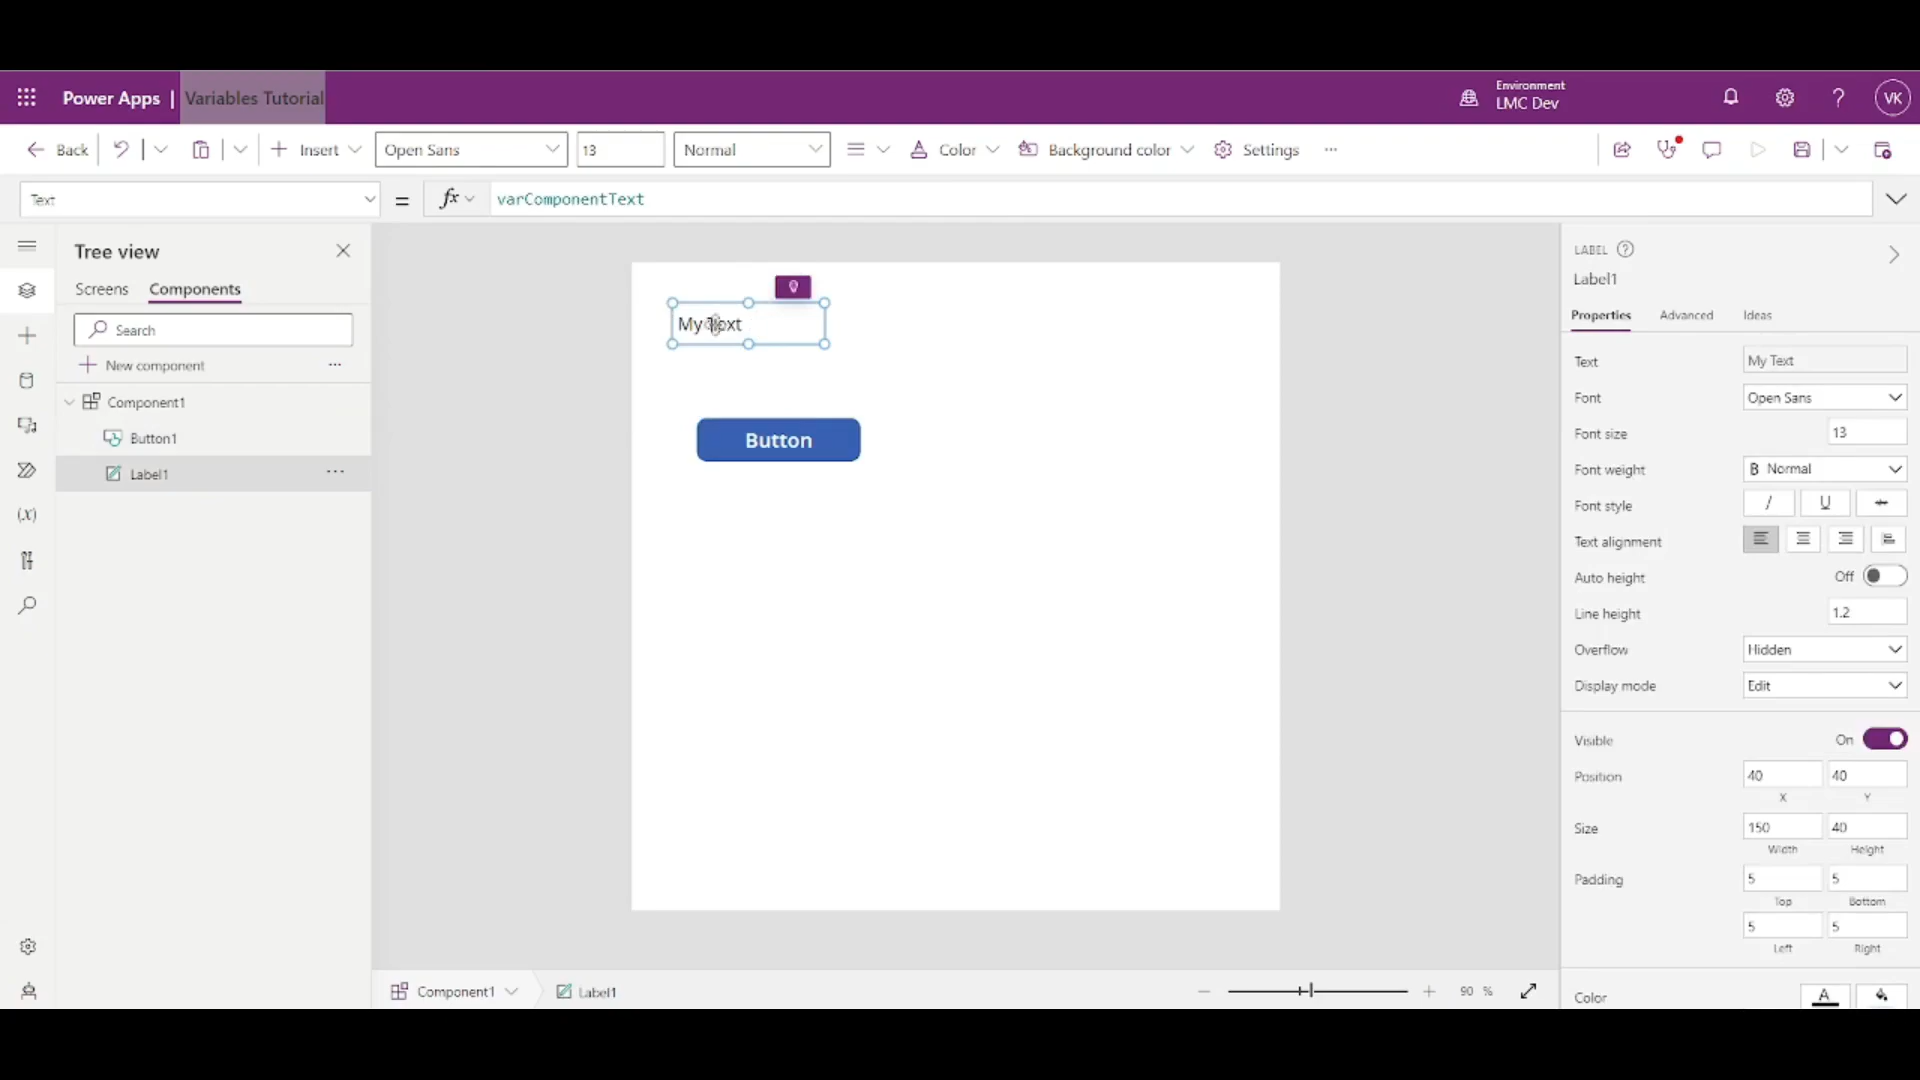 Power Apps | Variables Tutorial
Environment
LMC Dev
VK
Back
Insert
Open Sans
13
Normal
Color
Background color
Settings
Text
=
fx
varComponentText
Tree view
Screens
Components
Search
New component
Component1
Button1
Label1
My Text
Button
LABEL
Label1
Properties
Advanced
Ideas
Text
My Text
Font
Open Sans
Font size
13
Font weight
B Normal
Font style
Text alignment
Auto height
Off
Line height
1.2
Overflow
Hidden
Display mode
Edit
Visible
On
Position
40 40
X Y
Size
150 40
Width Height
Padding
5 5
Top Bottom
5 5
Left Right
Color
Component1
Label1
90 %